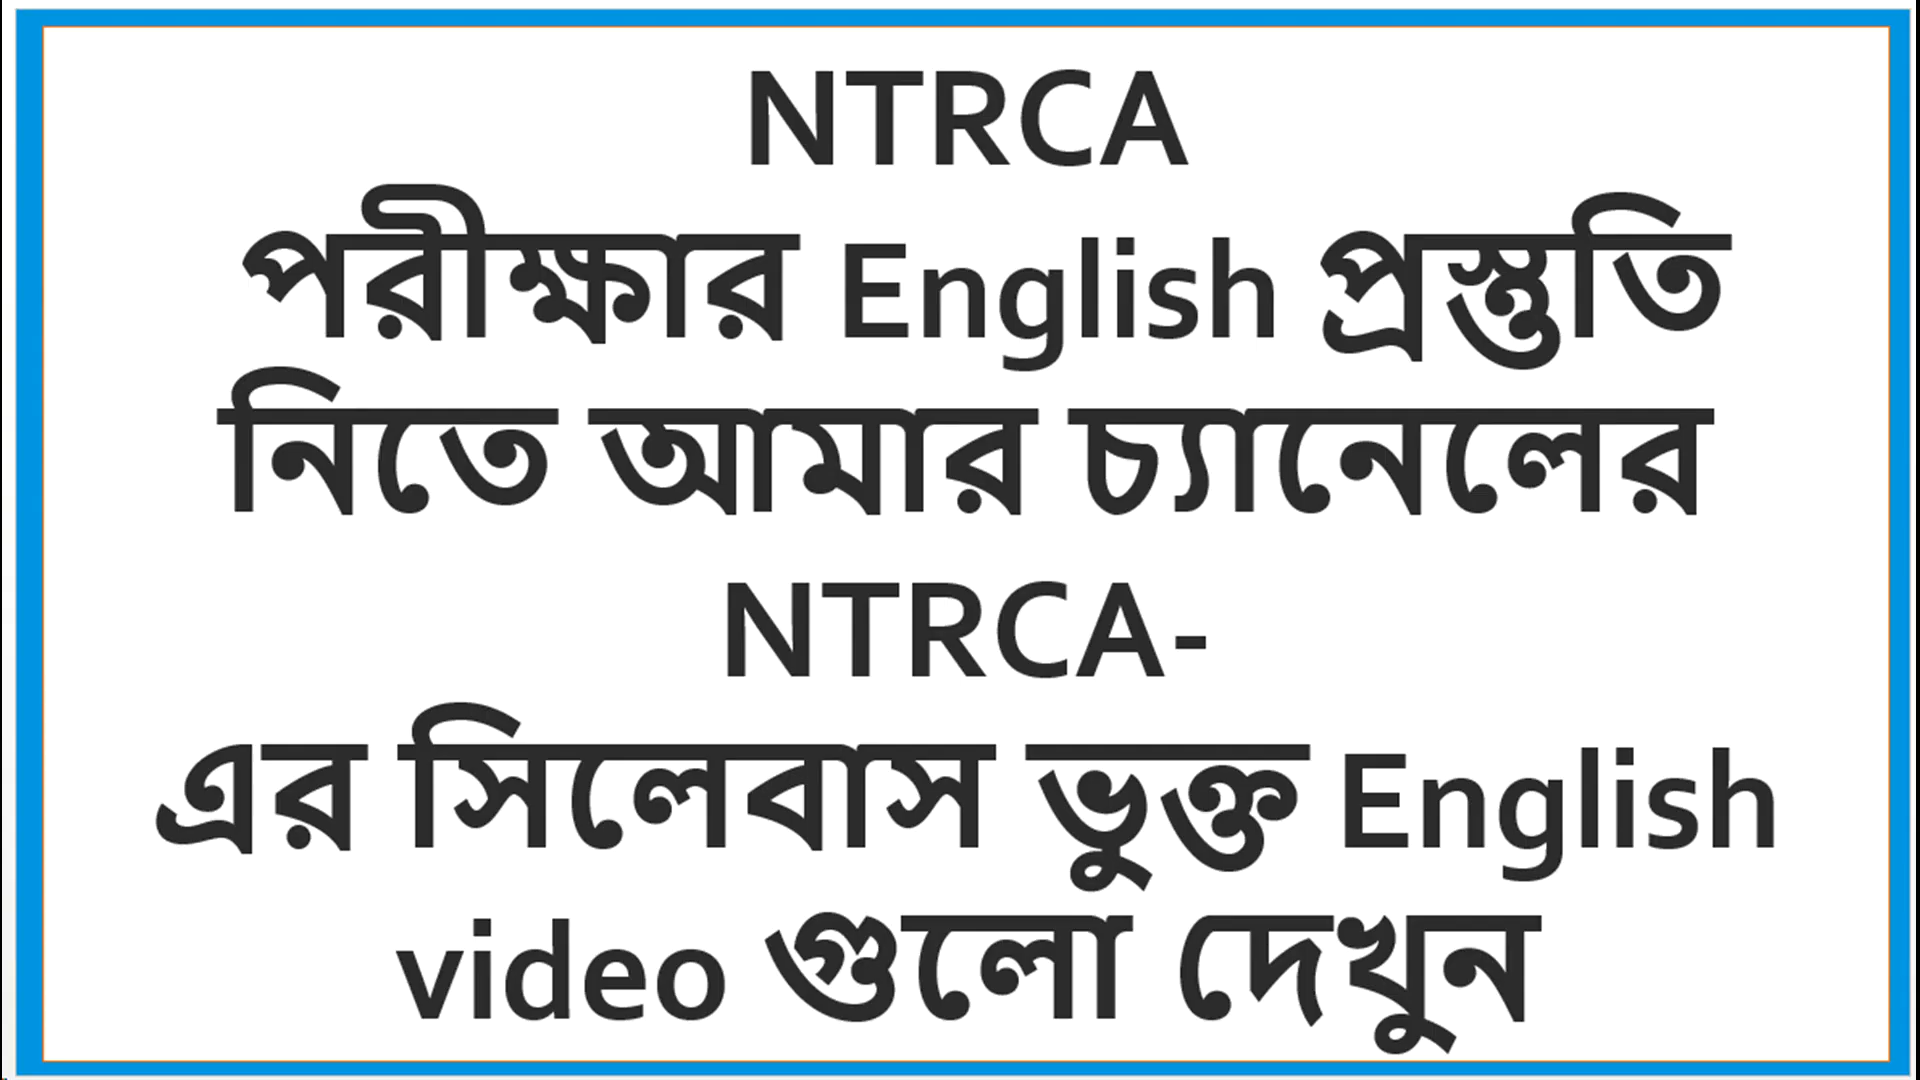 NTRCA
পরীক্ষার English প্রস্তুতি
নিতে আমার চ্যানেলের
NTRCA-
এর সিলেবাস ভুক্ত English
video গুলো দেখুন